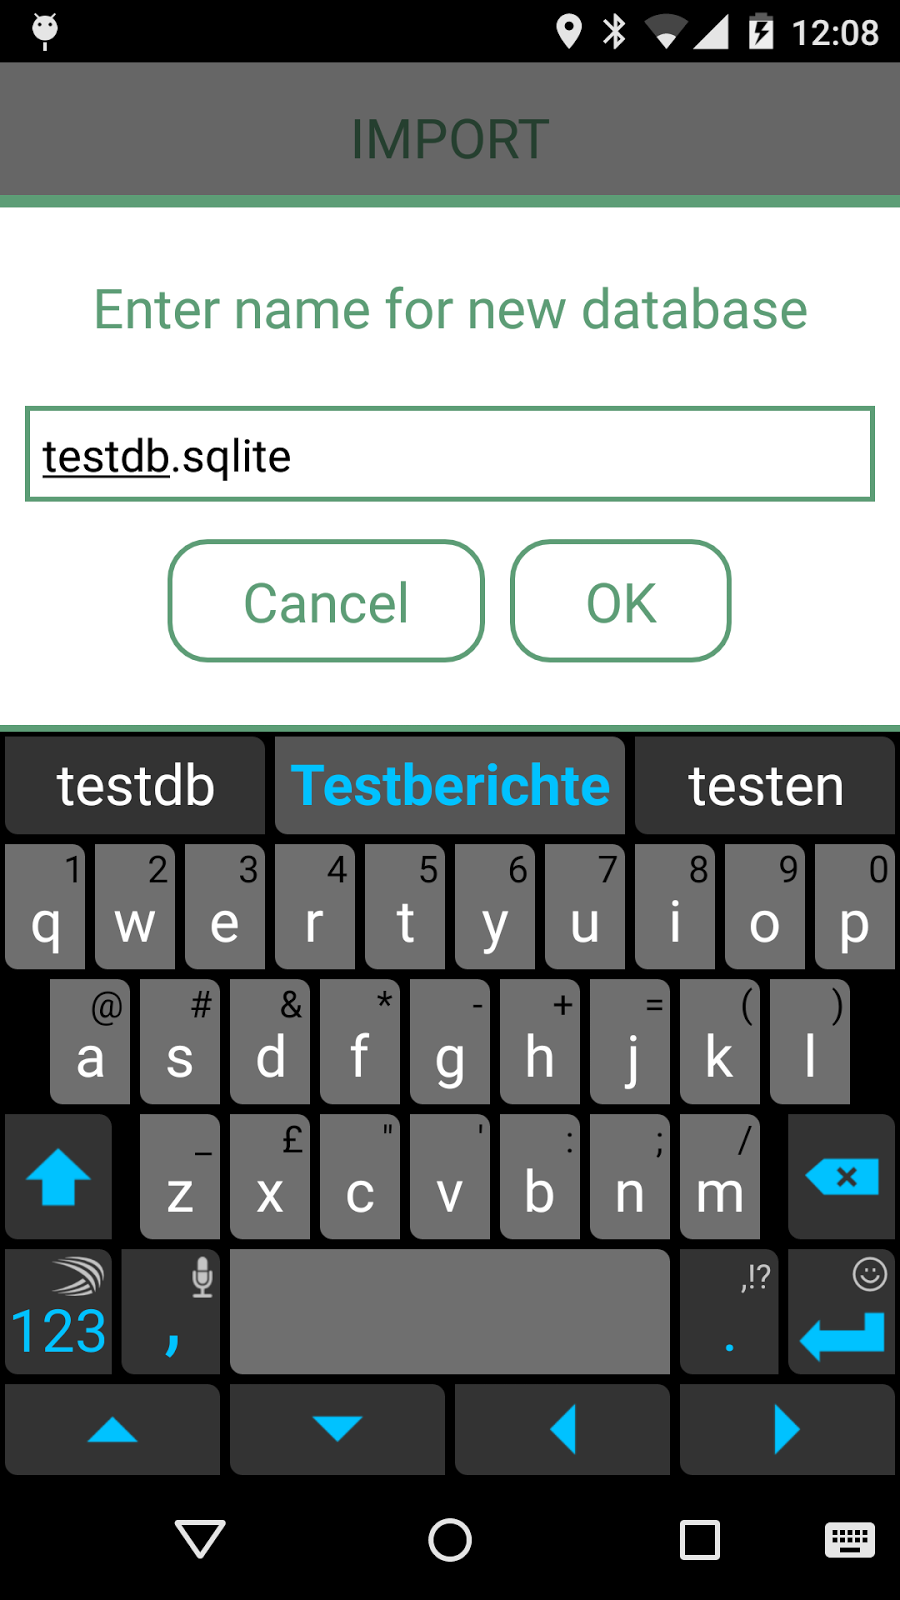 12:08
IMPORT
Enter name for new database
testdb.sqlite
Cancel OK
testdb Testberichte testen
1 2 3 4 5 6 7 8 9 0
q w e r t y u i o p
@ # & * - + = ( )
a s d f g h j k l
_ £ " ' : ; /
z x c v b n m
,!?
123 , .